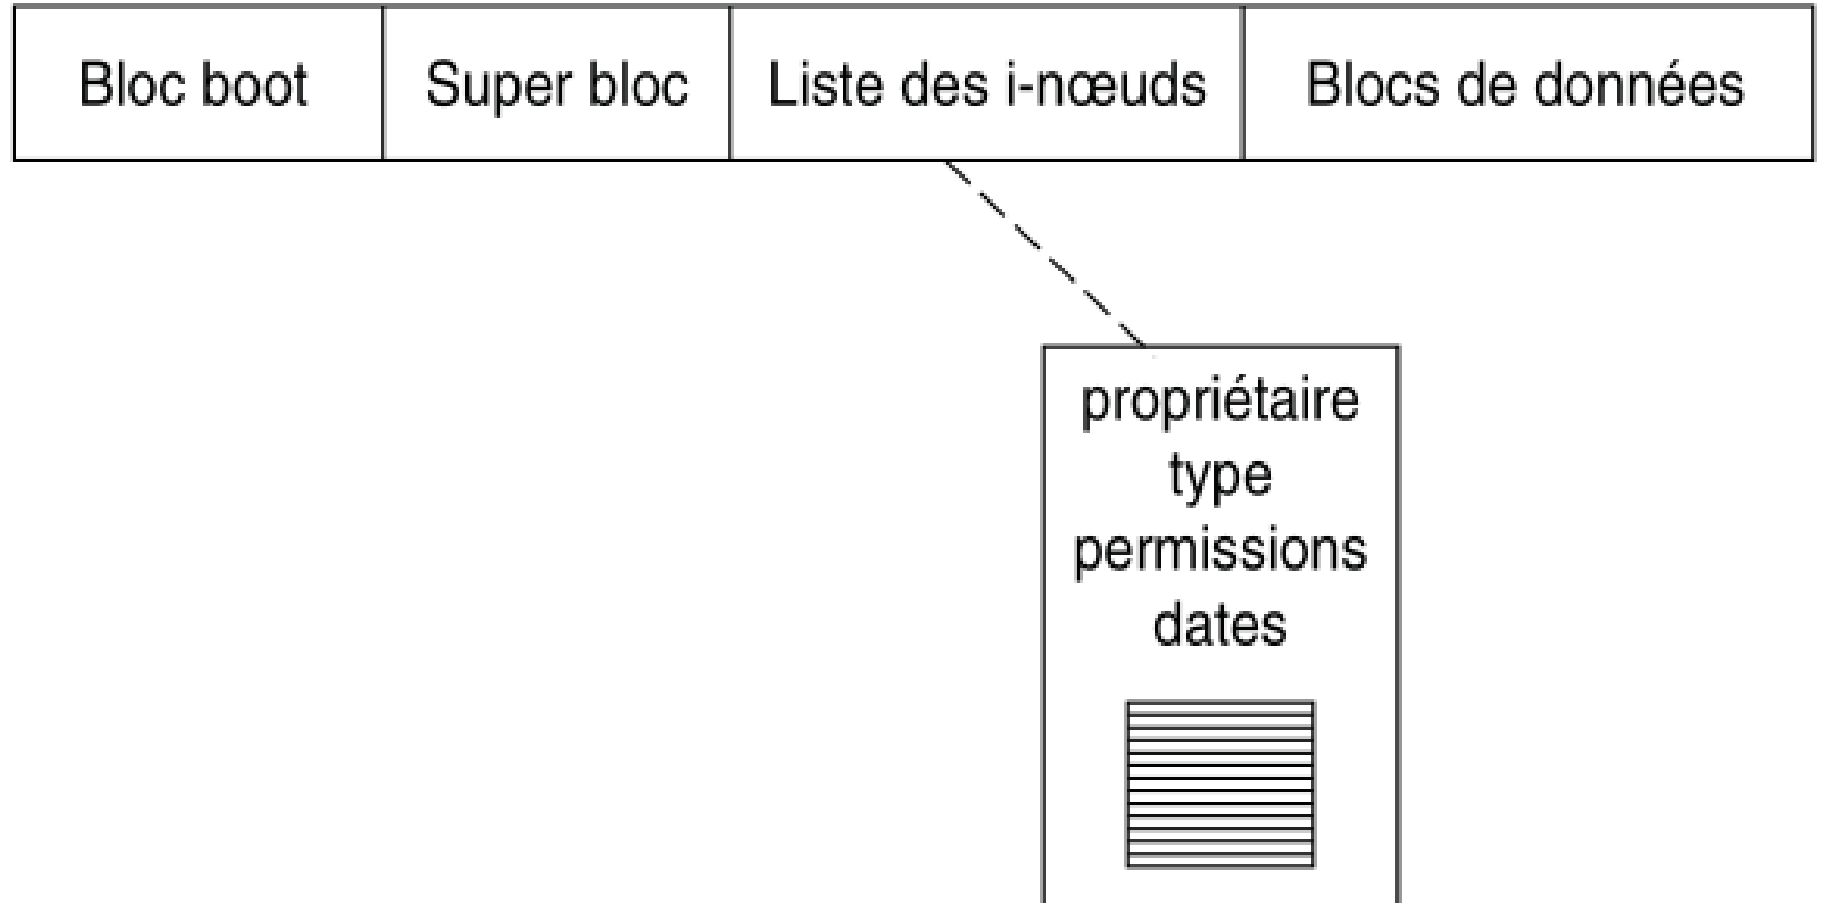 Bloc boot
Super bloc
Liste des i-nœuds
Blocs de données
propriétaire
type
permissions
dates